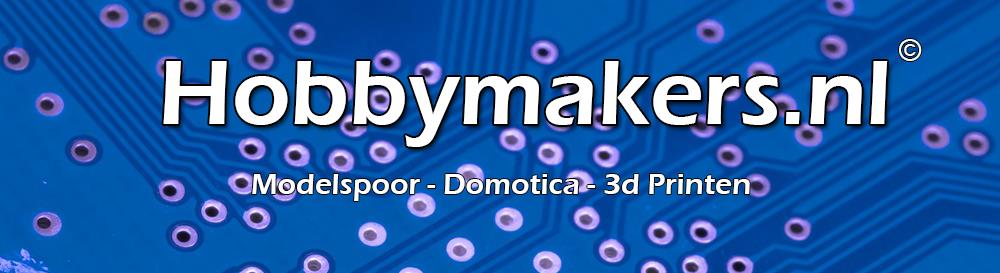 Hobbymakers.nl ©
Modelspoor - Domotica - 3d Printen